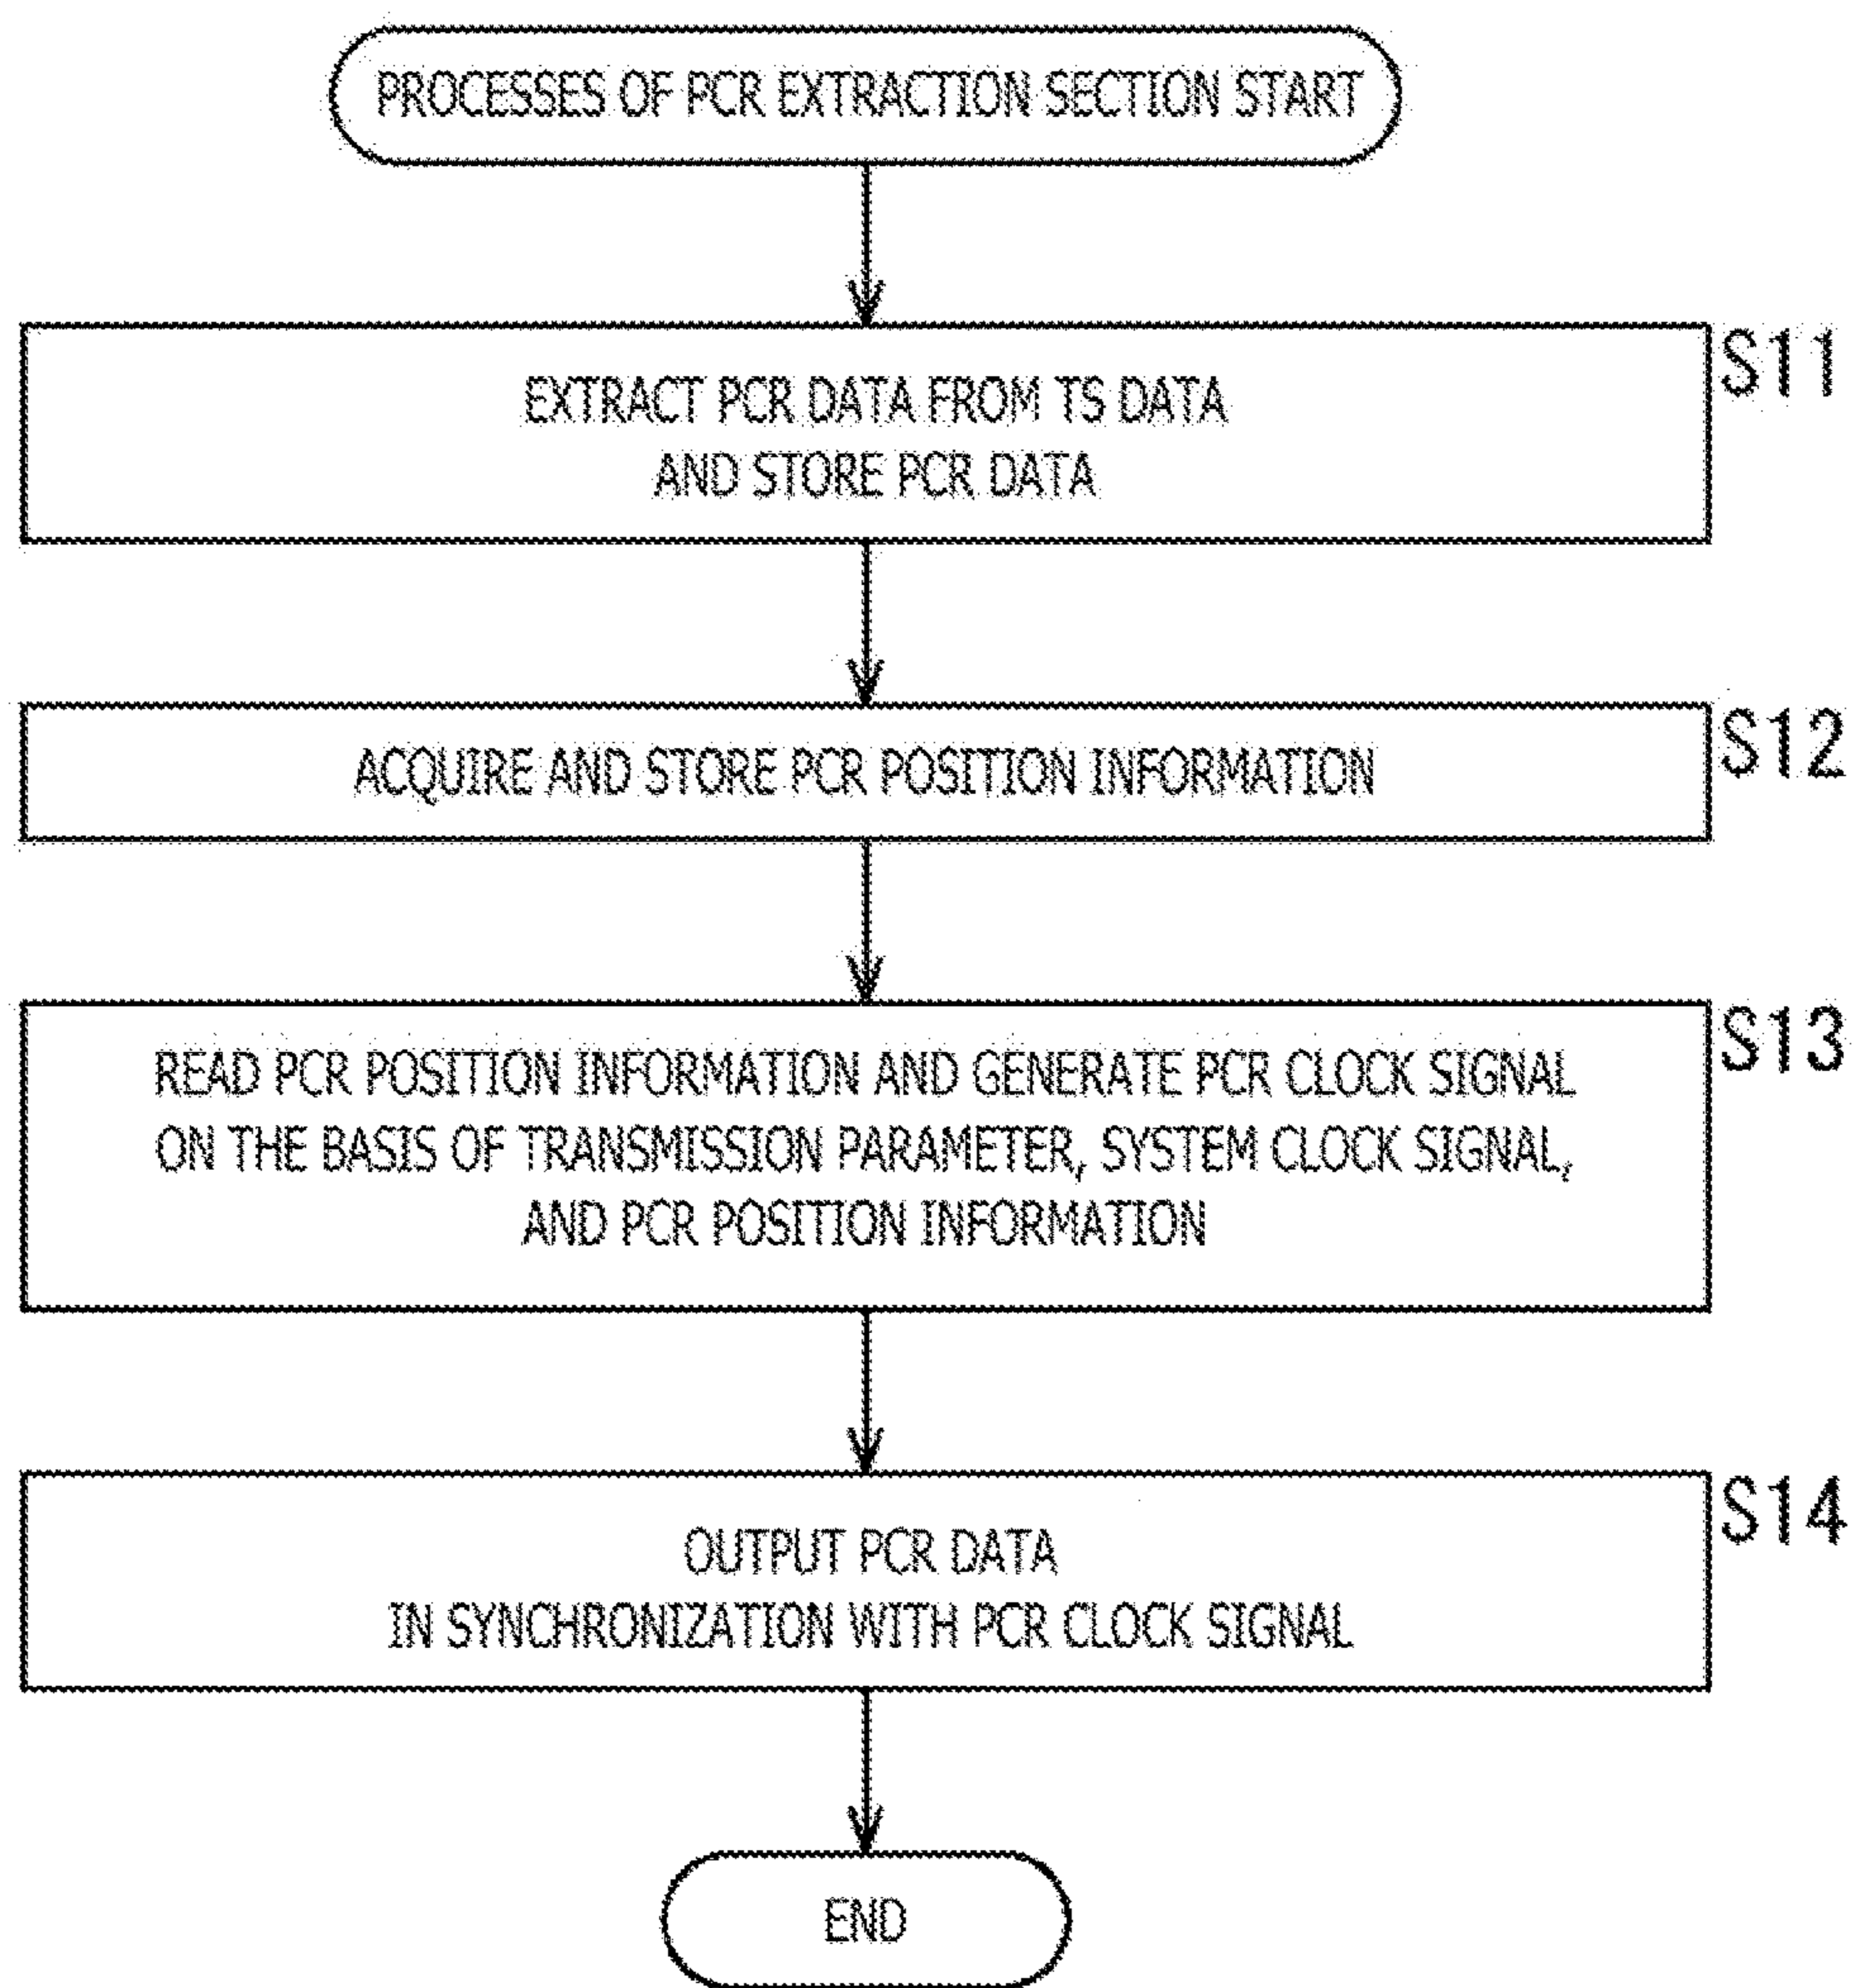 PROCESSES OF PCR EXTRACTION SECTION START
S11
EXTRACT PCR DATA FROM TS DATA
AND STORE PCR DATA
S12
ACQUIRE AND STORE PCR POSITION INFORMATION
S13
READ PCR POSITION INFORMATION AND GENERATE PCR CLOCK SIGNAL
ON THE BASIS OF TRANSMISSION PARAMETER, SYSTEM CLOCK SIGNAL,
AND PCR POSITION INFORMATION
S14
OUTPUT PCR DATA
IN SYNCHRONIZATION WITH PCR CLOCK SIGNAL
END